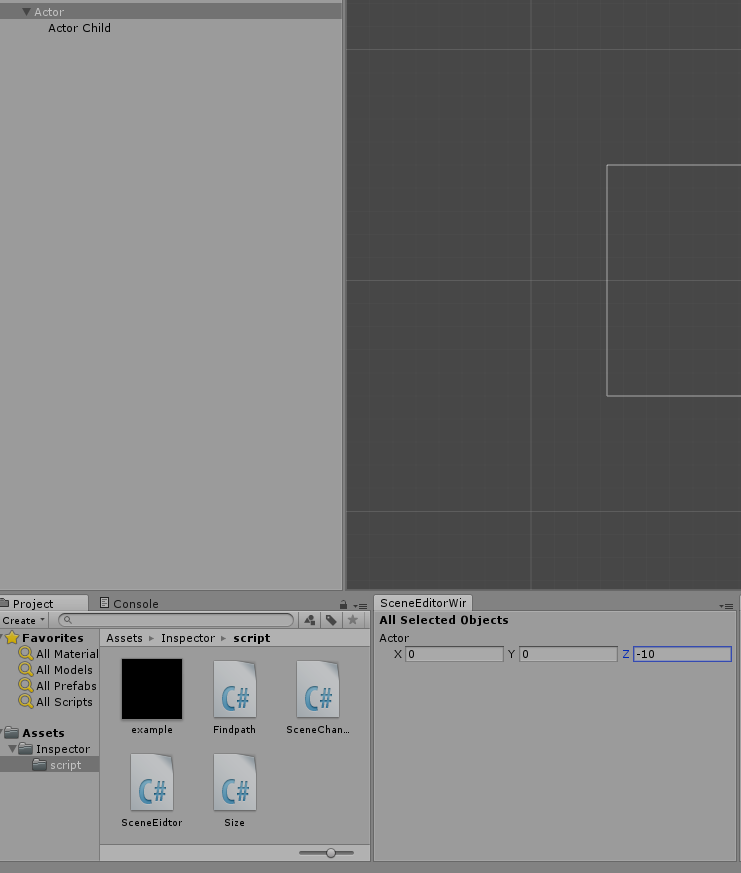 Actor
Actor Child
Project
Console
Create
Favorites
All Material
All Models
All Prefabs
All Scripts
Assets
Inspector
script
Assets Inspector script
example
Findpath
SceneChan...
SceneEidtor
Size
C#
C#
C#
C#
SceneEditorWir
All Selected Objects
Actor
X 0 Y 0 Z -10